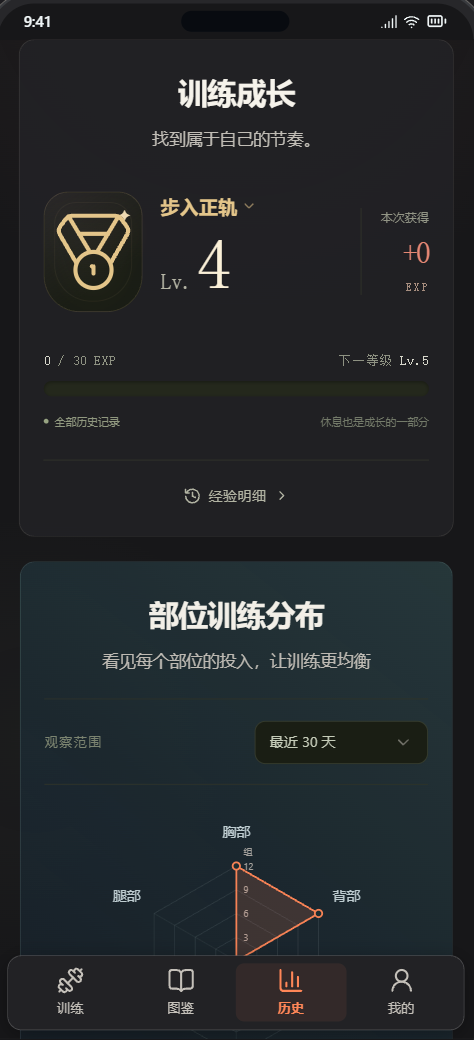 9:41
训练成长
找到属于自己的节奏。
步入正轨
Lv. 4
本次获得
+0
EXP
0 / 30 EXP
下一等级 Lv.5
全部历史记录
休息也是成长的一部分
经验明细
部位训练分布
看见每个部位的投入，让训练更均衡
观察范围
最近 30 天
胸部
组
12
9
6
3
腿部
背部
训练
图鉴
历史
我的